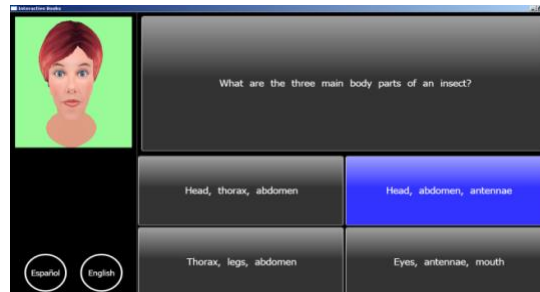 Interactive Books
What are the three main body parts of an insect?
Head, thorax, abdomen
Head, abdomen, antennae
Thorax, legs, abdomen
Eyes, antennae, mouth
Español
English